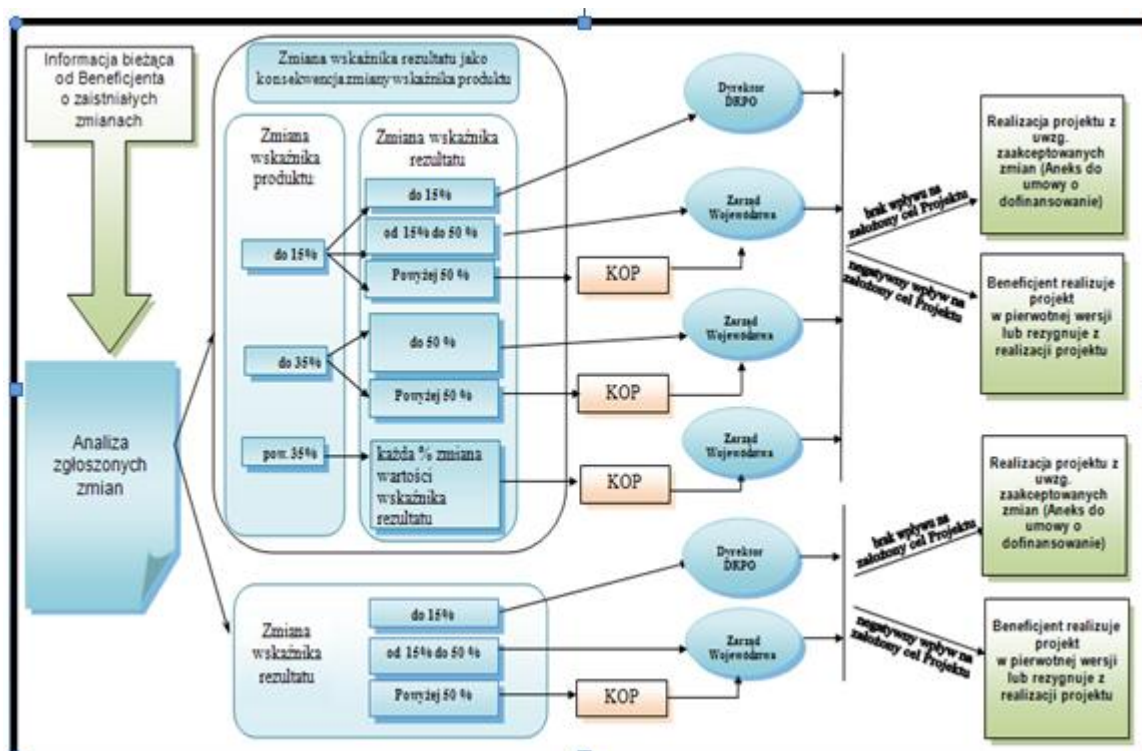 Informacja bieżąca
od Beneficjenta
o zaistniałych
zmianach
Analiza
zgłoszonych
zmian
Zmiana wskaźnika rezultatu jako
konsekwencja zmiany wskaźnika produktu
Zmiana
wskaźnika
produktu:
do 15%
do 35%
pow. 35%
Zmiana wskaźnika
rezultatu
do 15%
od 15% do 50 %
Powyżej 50 %
do 50 %
Powyżej 50 %
każda % zmiana
wartości
wskaźnika
rezultatu
KOP
KOP
KOP
Dyrektor
DRPO
Zarząd
Województwa
Zarząd
Województwa
Zarząd
Województwa
brak wpływu na
założony cel Projektu
negatywny wpływ na
założony cel Projektu
Realizacja projektu z
uwzg.
zaakceptowanych
zmian (Aneks do
umowy o
dofinansowanie)
Beneficjent realizuje
projekt
w pierwotnej wersji
lub rezygnuje z
realizacji projektu
Zmiana
wskaźnika
rezultatu
do 15%
od 15% do 50 %
Powyżej 50 %
KOP
Dyrektor
DRPO
Zarząd
Województwa
brak wpływu na
założony cel Projektu
negatywny wpływ na
założony cel Projektu
Realizacja projektu z
uwzg.
zaakceptowanych
zmian (Aneks do
umowy o
dofinansowanie)
Beneficjent realizuje
projekt
w pierwotnej wersji
lub rezygnuje z
realizacji projektu